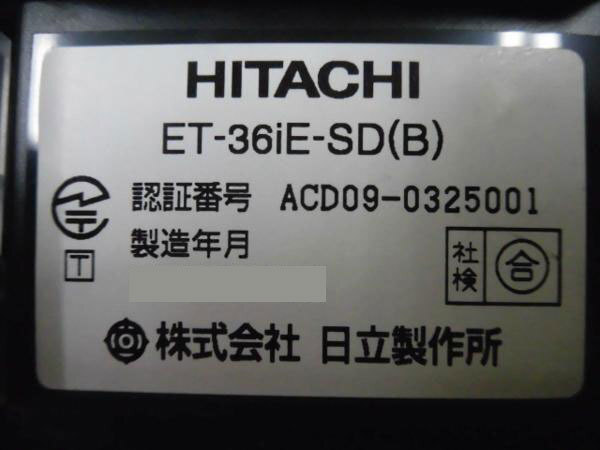 HITACHI
ET-36iE-SD(B)
認証番号 ACD09-0325001
T
製造年月
社検 合
株式会社 日立製作所